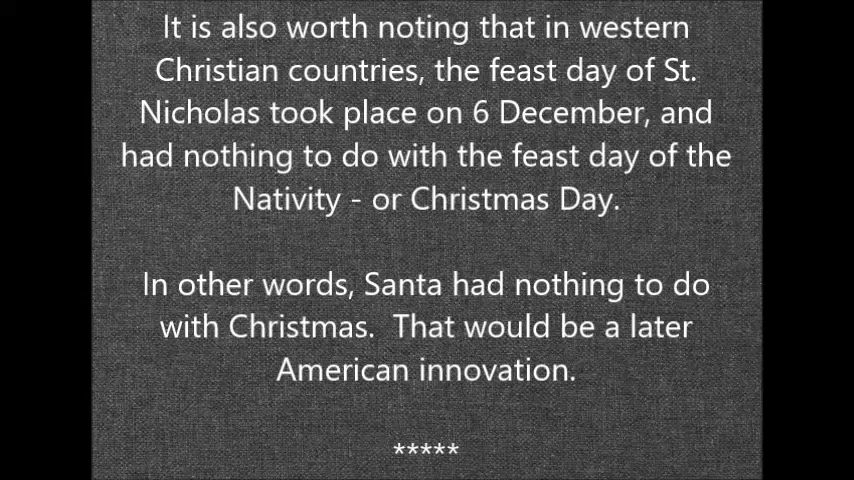 It is also worth noting that in western
Christian countries, the feast day of St.
Nicholas took place on 6 December, and
had nothing to do with the feast day of the
Nativity - or Christmas Day.
In other words, Santa had nothing to do
with Christmas.  That would be a later
American innovation.
*****